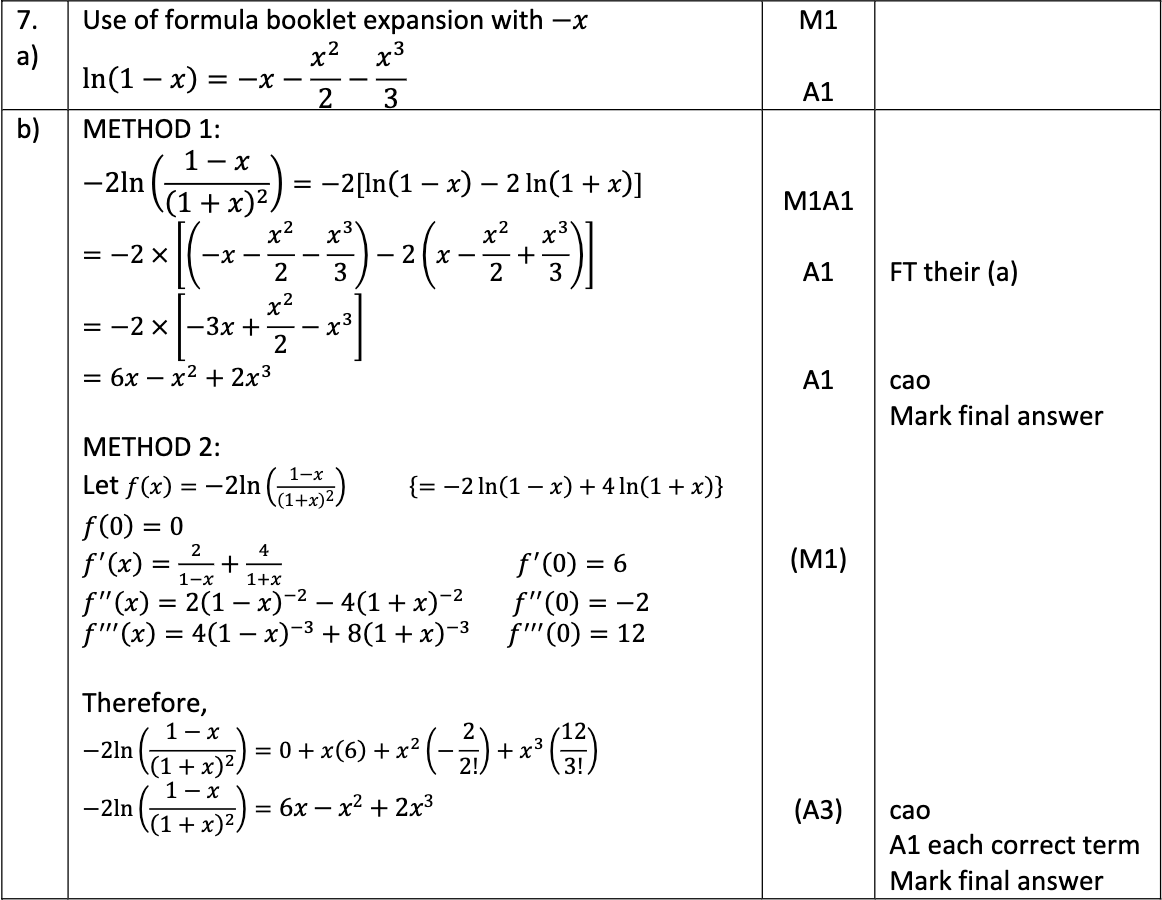 7. Use of formula booklet expansion with −x M1
a) ln(1 − x) = −x − x²/2 − x³/3 A1
b) METHOD 1:
−2ln((1 − x)/(1 + x)²) = −2[ln(1 − x) − 2 ln(1 + x)] M1A1
= −2 × [(−x − x²/2 − x³/3) − 2(x − x²/2 + x³/3)] A1 FT their (a)
= −2 × [−3x + x²/2 − x³]
= 6x − x² + 2x³ A1 cao
Mark final answer
METHOD 2:
Let f(x) = −2ln((1−x)/(1+x)²) {= −2 ln(1 − x) + 4 ln(1 + x)}
f(0) = 0
f′(x) = 2/(1−x) + 4/(1+x) f′(0) = 6 (M1)
f′′(x) = 2(1 − x)⁻² − 4(1 + x)⁻² f′′(0) = −2
f′′′(x) = 4(1 − x)⁻³ + 8(1 + x)⁻³ f′′′(0) = 12
Therefore,
−2ln((1 − x)/(1 + x)²) = 0 + x(6) + x²(−2/2!) + x³(12/3!)
−2ln((1 − x)/(1 + x)²) = 6x − x² + 2x³ (A3) cao
A1 each correct term
Mark final answer